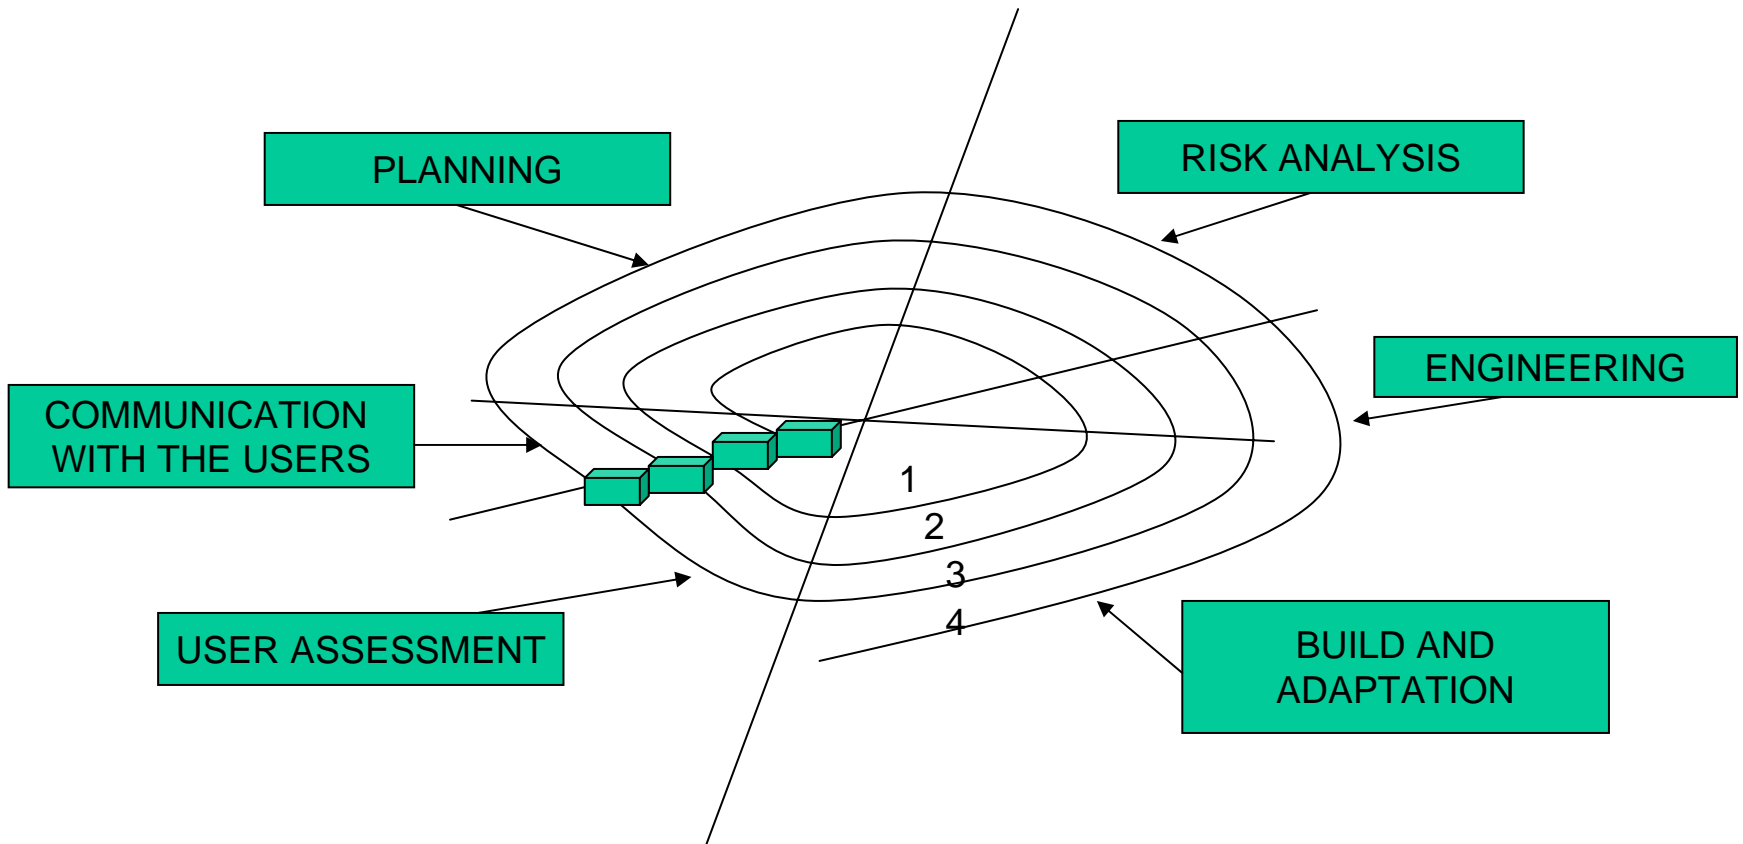 PLANNING
RISK ANALYSIS
ENGINEERING
COMMUNICATION
WITH THE USERS
1
2
3
4
USER ASSESSMENT
BUILD AND
ADAPTATION